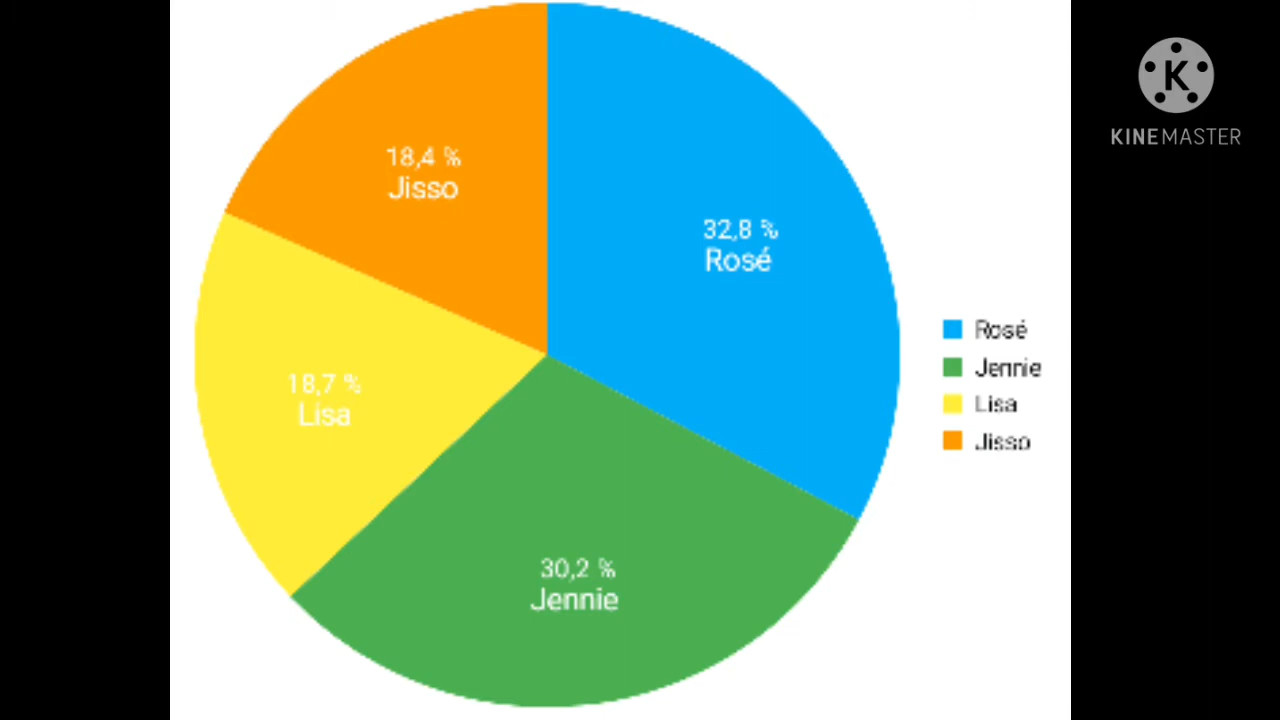 18,4 %
Jisso
32,8 %
Rosé
18,7 %
Lisa
30,2 %
Jennie
Rosé
Jennie
Lisa
Jisso
K
KINEMASTER